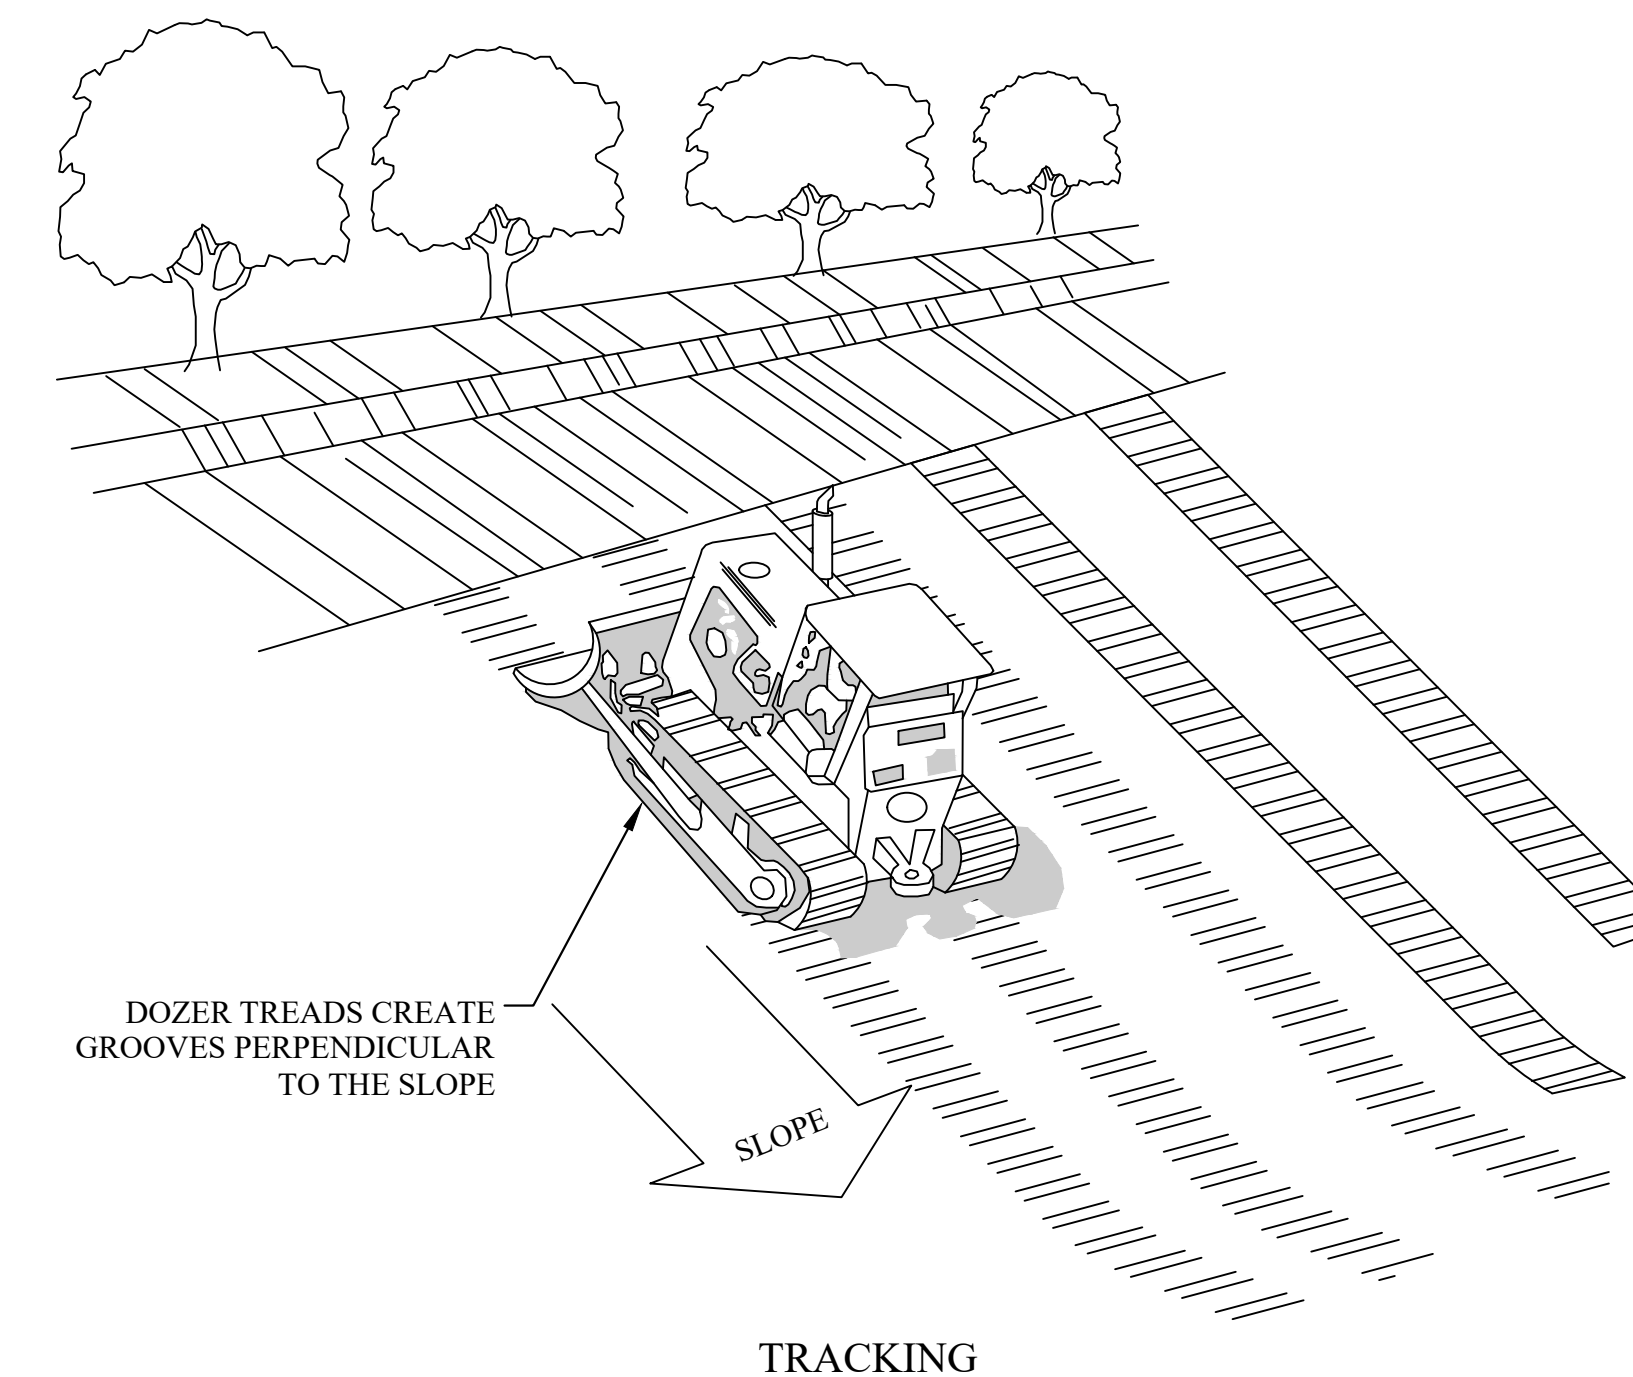 DOZER TREADS CREATE
GROOVES PERPENDICULAR
TO THE SLOPE
SLOPE
TRACKING